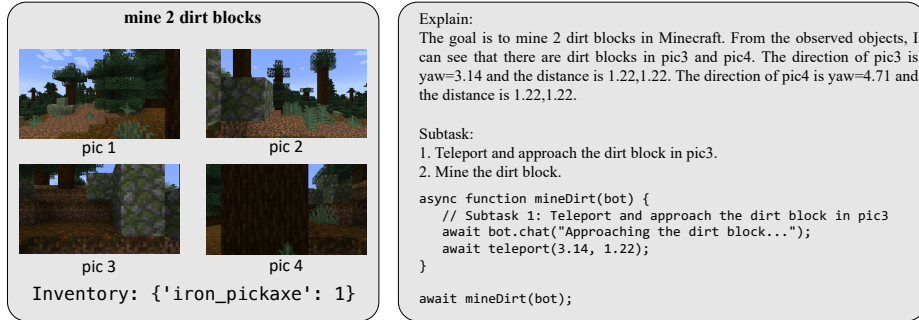 mine 2 dirt blocks
pic 1
pic 2
pic 3
pic 4
Inventory: {'iron_pickaxe': 1}
Explain:
The goal is to mine 2 dirt blocks in Minecraft. From the observed objects, I
can see that there are dirt blocks in pic3 and pic4. The direction of pic3 is
yaw=3.14 and the distance is 1.22,1.22. The direction of pic4 is yaw=4.71 and
the distance is 1.22,1.22.
Subtask:
1. Teleport and approach the dirt block in pic3.
2. Mine the dirt block.
async function mineDirt(bot) {
// Subtask 1: Teleport and approach the dirt block in pic3
await bot.chat("Approaching the dirt block...");
await teleport(3.14, 1.22);
}
await mineDirt(bot);